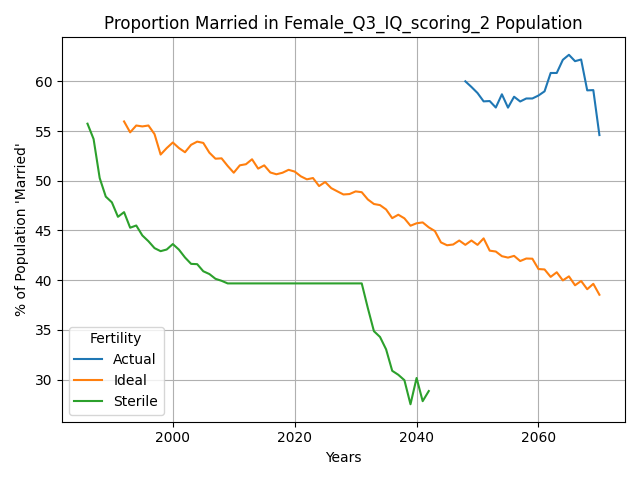 Proportion Married in Female_Q3_IQ_scoring_2 Population
% of Population 'Married'
60
55
50
45
40
35
30
Fertility
Actual
Ideal
Sterile
2000 2020 2040 2060
Years